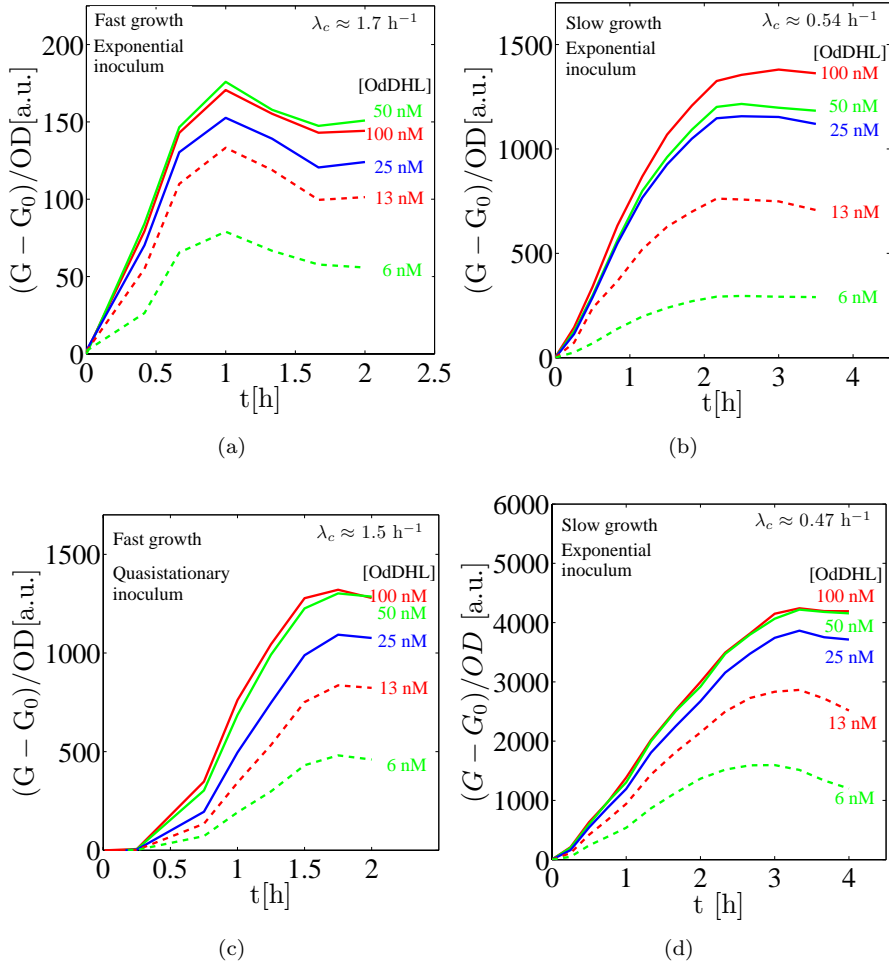 Fast growth
λc ≈ 1.7 h−1
Exponential
inoculum
[OdDHL]
50 nM
100 nM
25 nM
13 nM
6 nM
225
200
150
100
50
0
(G − G0)/OD[a.u.]
0 0.5 1 1.5 2 2.5
t[h]
(a)
Slow growth
λc ≈ 0.54 h−1
Exponential
inoculum
[OdDHL]
100 nM
50 nM
25 nM
13 nM
6 nM
1500
1000
500
0
(G − G0)/OD[a.u.]
0 1 2 3 4
t[h]
(b)
Fast growth
λc ≈ 1.5 h−1
Quasistationary
inoculum
[OdDHL]
100 nM
50 nM
25 nM
13 nM
6 nM
1500
1000
500
0
(G − G0)/OD[a.u.]
0 0.5 1 1.5 2
t[h]
(c)
Slow growth
λc ≈ 0.47 h−1
Exponential
inoculum
[OdDHL]
100 nM
50 nM
25 nM
13 nM
6 nM
6000
5000
4000
3000
2000
1000
0
(G − G0)/OD [a.u.]
0 1 2 3 4
t [h]
(d)